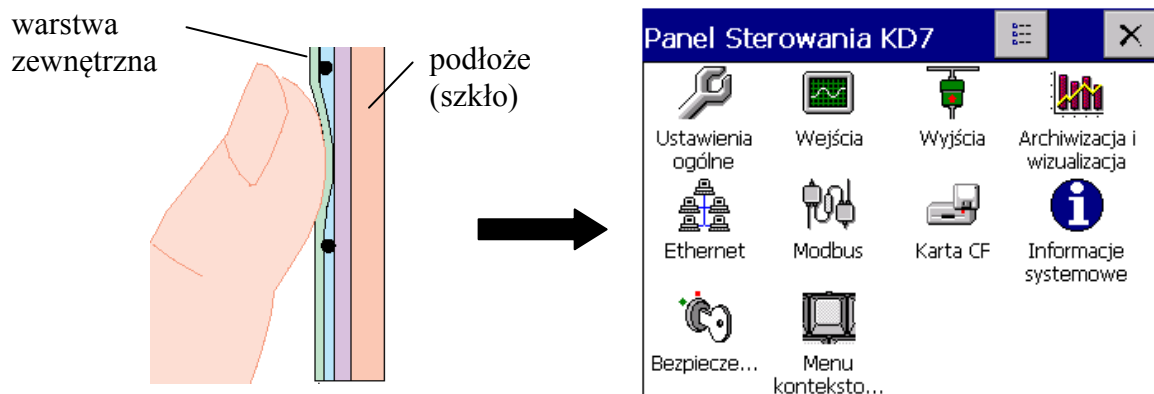 warstwa
zewnętrzna
podłoże
(szkło)
Panel Sterowania KD7
Ustawienia
ogólne
Wejścia
Wyjścia
Archiwizacja i
wizualizacja
Ethernet
Modbus
Karta CF
Informacje
systemowe
Bezpiecze...
Menu
konteksto...